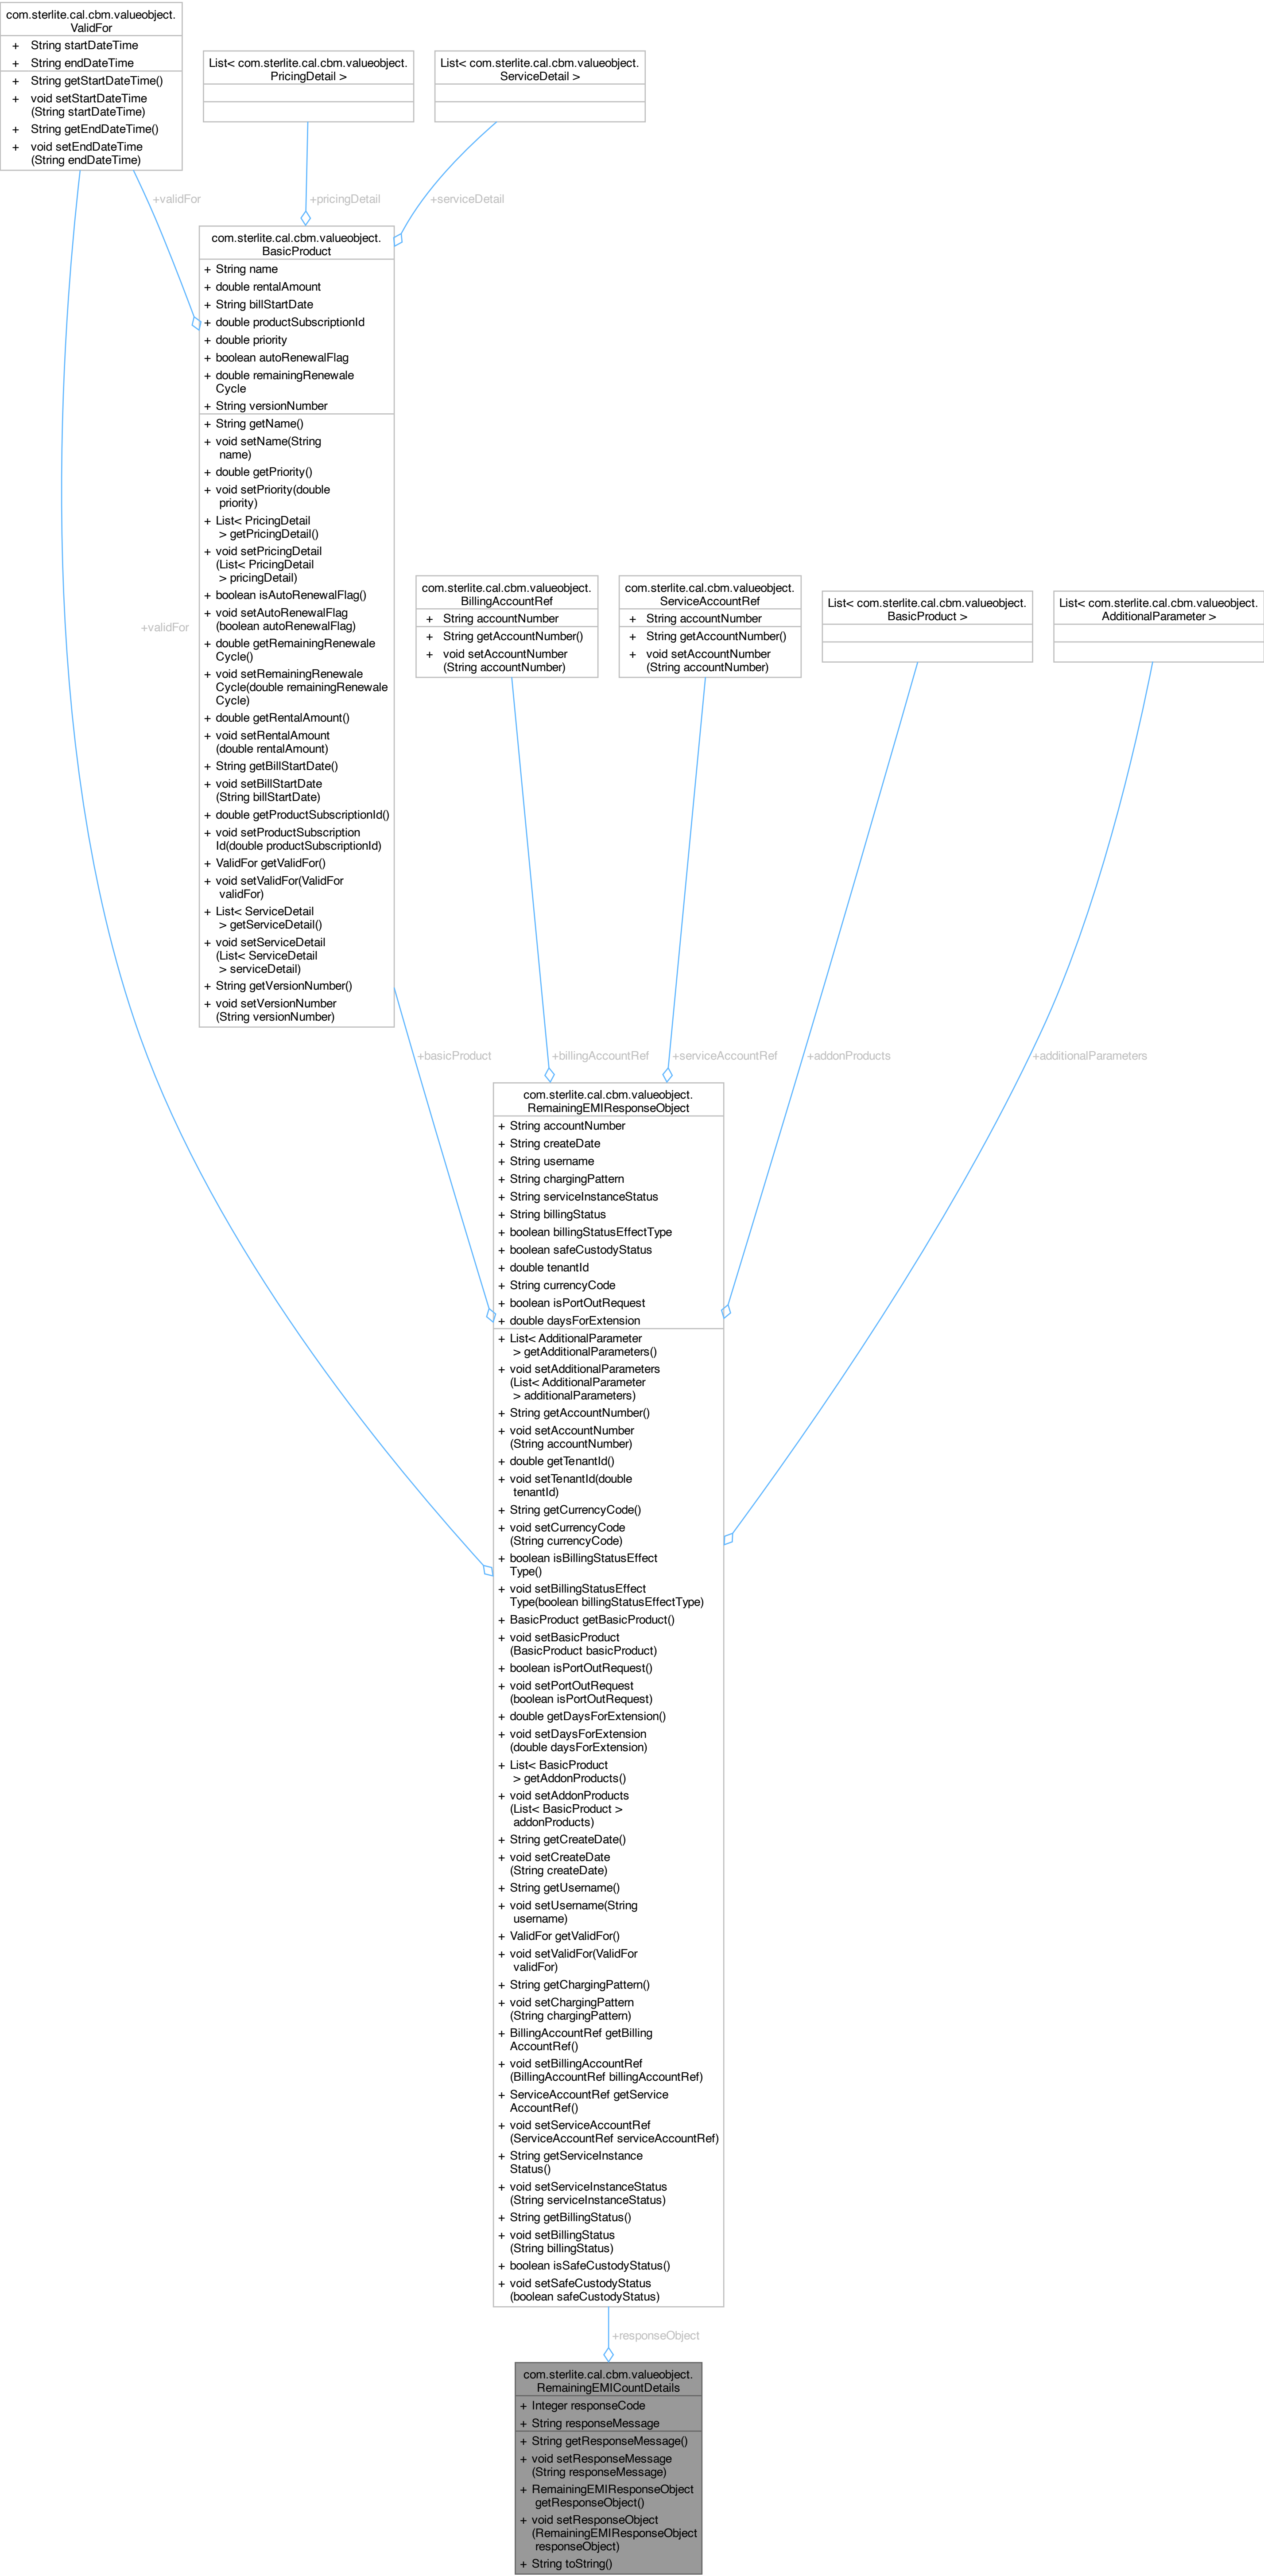 com.sterlite.cal.cbm.valueobject.
ValidFor
+ String startDateTime
+ String endDateTime
+ String getStartDateTime()
+ void setStartDateTime
(String startDateTime)
+ String getEndDateTime()
+ void setEndDateTime
(String endDateTime)
List< com.sterlite.cal.cbm.valueobject.
PricingDetail >
List< com.sterlite.cal.cbm.valueobject.
ServiceDetail >
+validFor
+pricingDetail
+serviceDetail
com.sterlite.cal.cbm.valueobject.
BasicProduct
+ String name
+ double rentalAmount
+ String billStartDate
+ double productSubscriptionId
+ double priority
+ boolean autoRenewalFlag
+ double remainingRenewale
Cycle
+ String versionNumber
+ String getName()
+ void setName(String
name)
+ double getPriority()
+ void setPriority(double
priority)
+ List< PricingDetail
> getPricingDetail()
+ void setPricingDetail
(List< PricingDetail
> pricingDetail)
+ boolean isAutoRenewalFlag()
+ void setAutoRenewalFlag
(boolean autoRenewalFlag)
+ double getRemainingRenewale
Cycle()
+ void setRemainingRenewale
Cycle(double remainingRenewale
Cycle)
+ double getRentalAmount()
+ void setRentalAmount
(double rentalAmount)
+ String getBillStartDate()
+ void setBillStartDate
(String billStartDate)
+ double getProductSubscriptionId()
+ void setProductSubscription
Id(double productSubscriptionId)
+ ValidFor getValidFor()
+ void setValidFor(ValidFor
validFor)
+ List< ServiceDetail
> getServiceDetail()
+ void setServiceDetail
(List< ServiceDetail
> serviceDetail)
+ String getVersionNumber()
+ void setVersionNumber
(String versionNumber)
+validFor
com.sterlite.cal.cbm.valueobject.
BillingAccountRef
+ String accountNumber
+ String getAccountNumber()
+ void setAccountNumber
(String accountNumber)
com.sterlite.cal.cbm.valueobject.
ServiceAccountRef
+ String accountNumber
+ String getAccountNumber()
+ void setAccountNumber
(String accountNumber)
List< com.sterlite.cal.cbm.valueobject.
BasicProduct >
List< com.sterlite.cal.cbm.valueobject.
AdditionalParameter >
+basicProduct
+billingAccountRef
+serviceAccountRef
+addonProducts
+additionalParameters
com.sterlite.cal.cbm.valueobject.
RemainingEMIResponseObject
+ String accountNumber
+ String createDate
+ String username
+ String chargingPattern
+ String serviceInstanceStatus
+ String billingStatus
+ boolean billingStatusEffectType
+ boolean safeCustodyStatus
+ double tenantId
+ String currencyCode
+ boolean isPortOutRequest
+ double daysForExtension
+ List< AdditionalParameter
> getAdditionalParameters()
+ void setAdditionalParameters
(List< AdditionalParameter
> additionalParameters)
+ String getAccountNumber()
+ void setAccountNumber
(String accountNumber)
+ double getTenantId()
+ void setTenantId(double
tenantId)
+ String getCurrencyCode()
+ void setCurrencyCode
(String currencyCode)
+ boolean isBillingStatusEffect
Type()
+ void setBillingStatusEffect
Type(boolean billingStatusEffectType)
+ BasicProduct getBasicProduct()
+ void setBasicProduct
(BasicProduct basicProduct)
+ boolean isPortOutRequest()
+ void setPortOutRequest
(boolean isPortOutRequest)
+ double getDaysForExtension()
+ void setDaysForExtension
(double daysForExtension)
+ List< BasicProduct
> getAddonProducts()
+ void setAddonProducts
(List< BasicProduct >
addonProducts)
+ String getCreateDate()
+ void setCreateDate
(String createDate)
+ String getUsername()
+ void setUsername(String
username)
+ ValidFor getValidFor()
+ void setValidFor(ValidFor
validFor)
+ String getChargingPattern()
+ void setChargingPattern
(String chargingPattern)
+ BillingAccountRef getBilling
AccountRef()
+ void setBillingAccountRef
(BillingAccountRef billingAccountRef)
+ ServiceAccountRef getService
AccountRef()
+ void setServiceAccountRef
(ServiceAccountRef serviceAccountRef)
+ String getServiceInstance
Status()
+ void setServiceInstanceStatus
(String serviceInstanceStatus)
+ String getBillingStatus()
+ void setBillingStatus
(String billingStatus)
+ boolean isSafeCustodyStatus()
+ void setSafeCustodyStatus
(boolean safeCustodyStatus)
+responseObject
com.sterlite.cal.cbm.valueobject.
RemainingEMICountDetails
+ Integer responseCode
+ String responseMessage
+ String getResponseMessage()
+ void setResponseMessage
(String responseMessage)
+ RemainingEMIResponseObject
getResponseObject()
+ void setResponseObject
(RemainingEMIResponseObject
responseObject)
+ String toString()